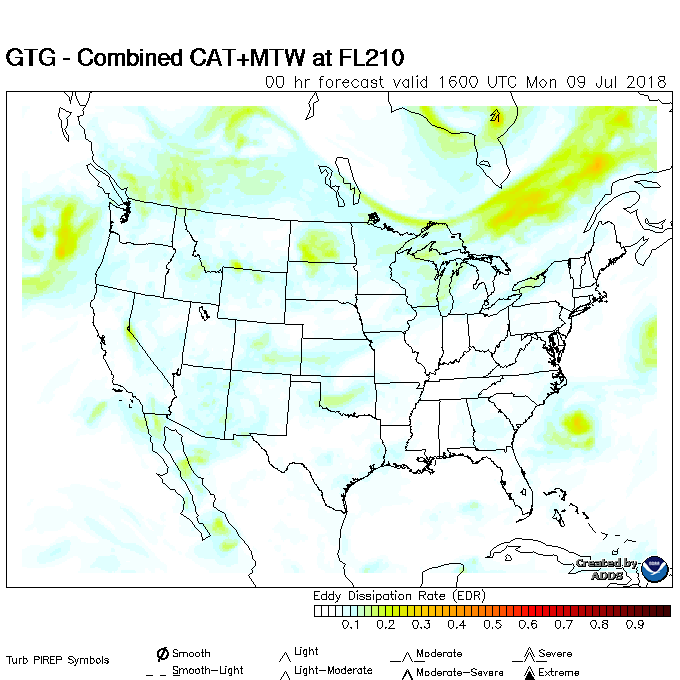 GTG - Combined CAT+MTW at FL210
00 hr forecast valid 1600 UTC Mon 09 Jul 2018
Created by
ADDS
Eddy Dissipation Rate (EDR)
0.1 0.2 0.3 0.4 0.5 0.6 0.7 0.8 0.9
Turb PIREP Symbols
Smooth Light Moderate Severe
Smooth-Light Light-Moderate Moderate-Severe Extreme